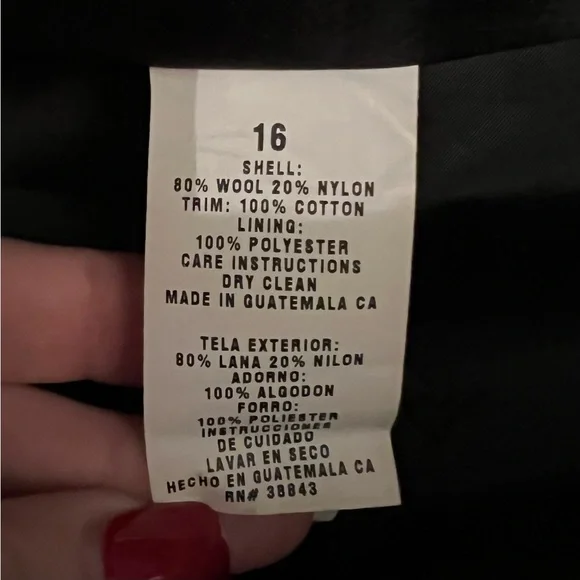 16
SHELL:
80% WOOL 20% NYLON
TRIM: 100% COTTON
LINING:
100% POLYESTER
CARE INSTRUCTIONS
DRY CLEAN
MADE IN GUATEMALA CA
TELA EXTERIOR:
80% LANA 20% NILON
ADORNO:
100% ALGODON
FORRO:
100% POLIESTER
INSTRUCCIONES
DE CUIDADO
LAVAR EN SECO
HECHO EN GUATEMALA CA
RN# 38843